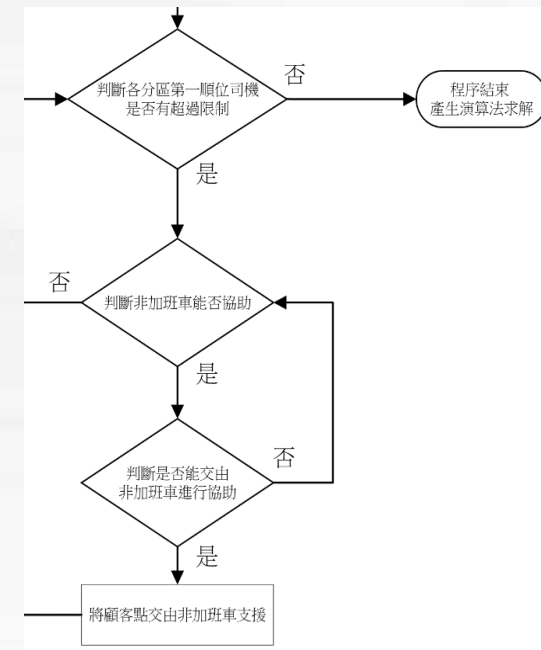 判斷各分區第一順位司機
是否有超過限制
否
程序結束
產生演算法求解
是
否
判斷非加班車能否協助
是
判斷是否能交由
非加班車進行協助
否
是
將顧客點交由非加班車支援